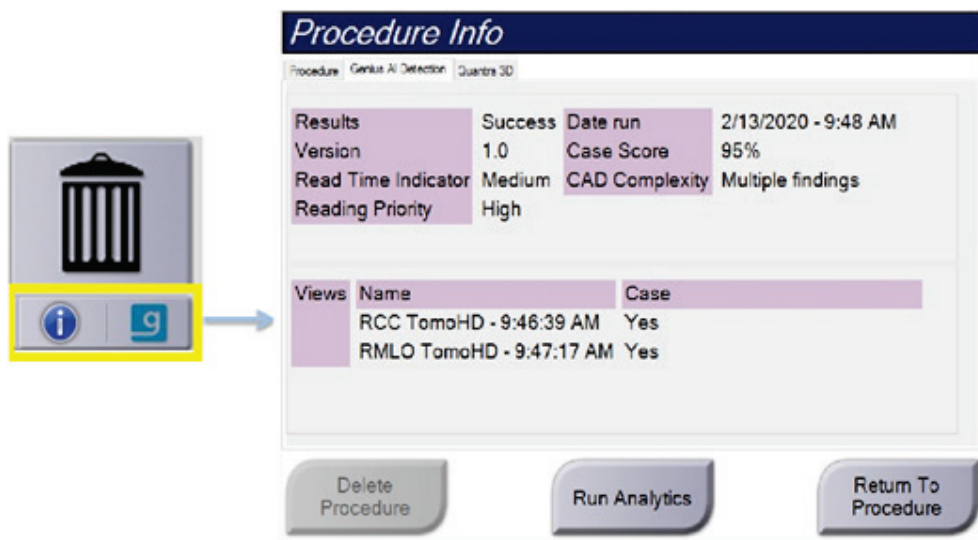 Procedure Info
Procedure Genius AI Detection Quantra 3D
Results Success Date run 2/13/2020 - 9:48 AM
Version 1.0 Case Score 95%
Read Time Indicator Medium CAD Complexity Multiple findings
Reading Priority High
Views Name Case
RCC TomoHD - 9:46:39 AM Yes
RMLO TomoHD - 9:47:17 AM Yes
i g
Delete
Procedure
Run Analytics
Return To
Procedure